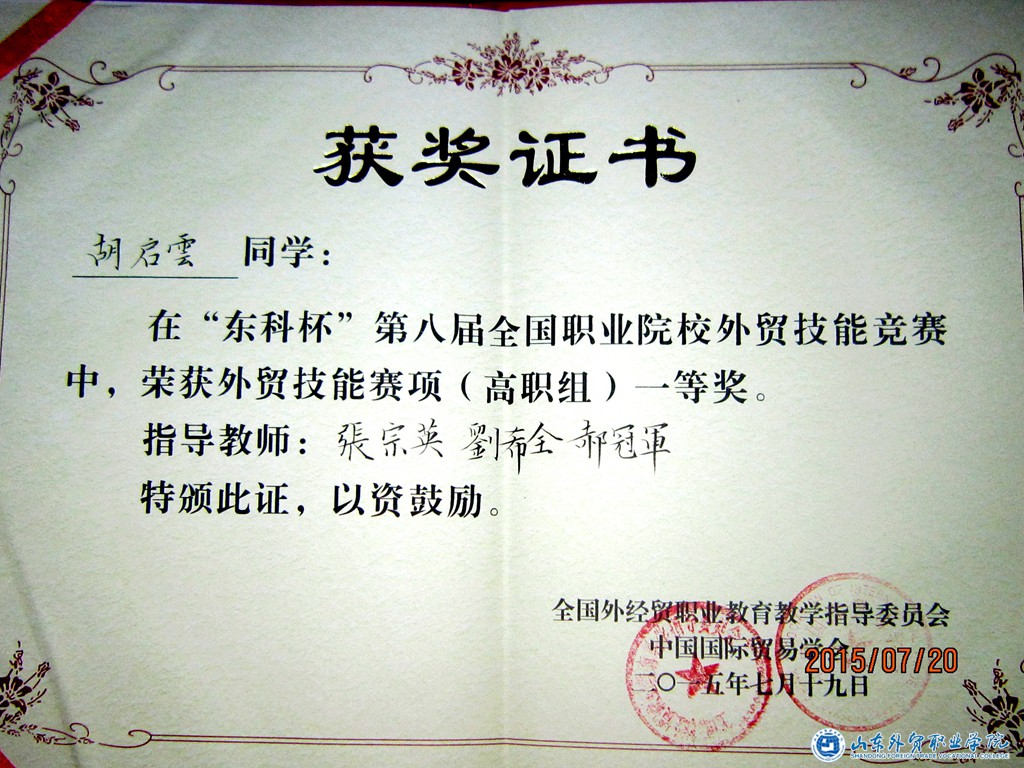 获奖证书
胡启雲 同学：
在“东科杯”第八届全国职业院校外贸技能竞赛
中，荣获外贸技能赛项（高职组）一等奖。
指导教师：張宗英 劉希全 郝冠軍
特颁此证，以资鼓励。
全国外经贸职业教育教学指导委员会
中国国际贸易学会
二〇一五年七月十九日
2015/07/20
山东外贸职业学院
SHANDONG FOREIGN TRADE VOCATIONAL COLLEGE